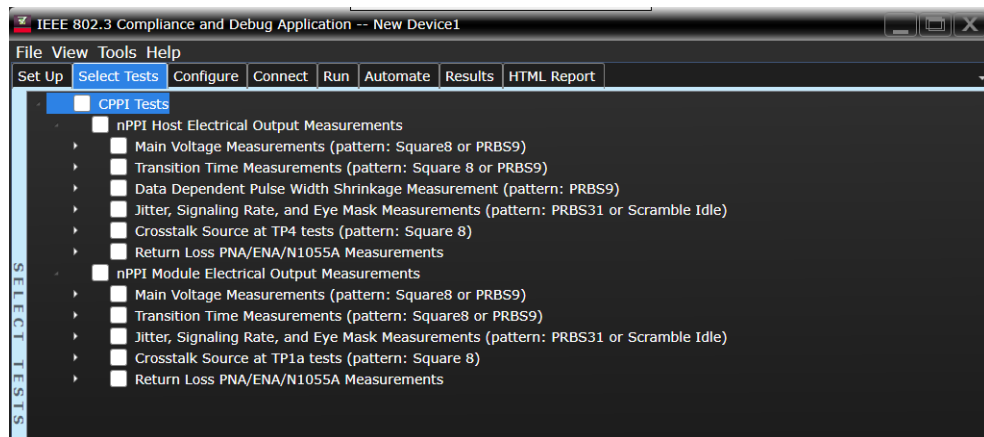 IEEE 802.3 Compliance and Debug Application -- New Device1
File View Tools Help
Set Up Select Tests Configure Connect Run Automate Results HTML Report
CPPI Tests
nPPI Host Electrical Output Measurements
Main Voltage Measurements (pattern: Square8 or PRBS9)
Transition Time Measurements (pattern: Square 8 or PRBS9)
Data Dependent Pulse Width Shrinkage Measurement (pattern: PRBS9)
Jitter, Signaling Rate, and Eye Mask Measurements (pattern: PRBS31 or Scramble Idle)
Crosstalk Source at TP4 tests (pattern: Square 8)
Return Loss PNA/ENA/N1055A Measurements
nPPI Module Electrical Output Measurements
Main Voltage Measurements (pattern: Square8 or PRBS9)
Transition Time Measurements (pattern: Square8 or PRBS9)
Jitter, Signaling Rate, and Eye Mask Measurements (pattern: PRBS31 or Scramble Idle)
Crosstalk Source at TP1a tests (pattern: Square 8)
Return Loss PNA/ENA/N1055A Measurements
SELECT TESTS